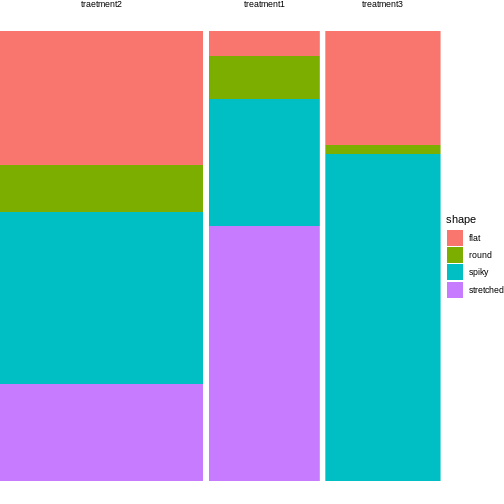 traetment2
treatment1
treatment3
shape
flat
round
spiky
stretched